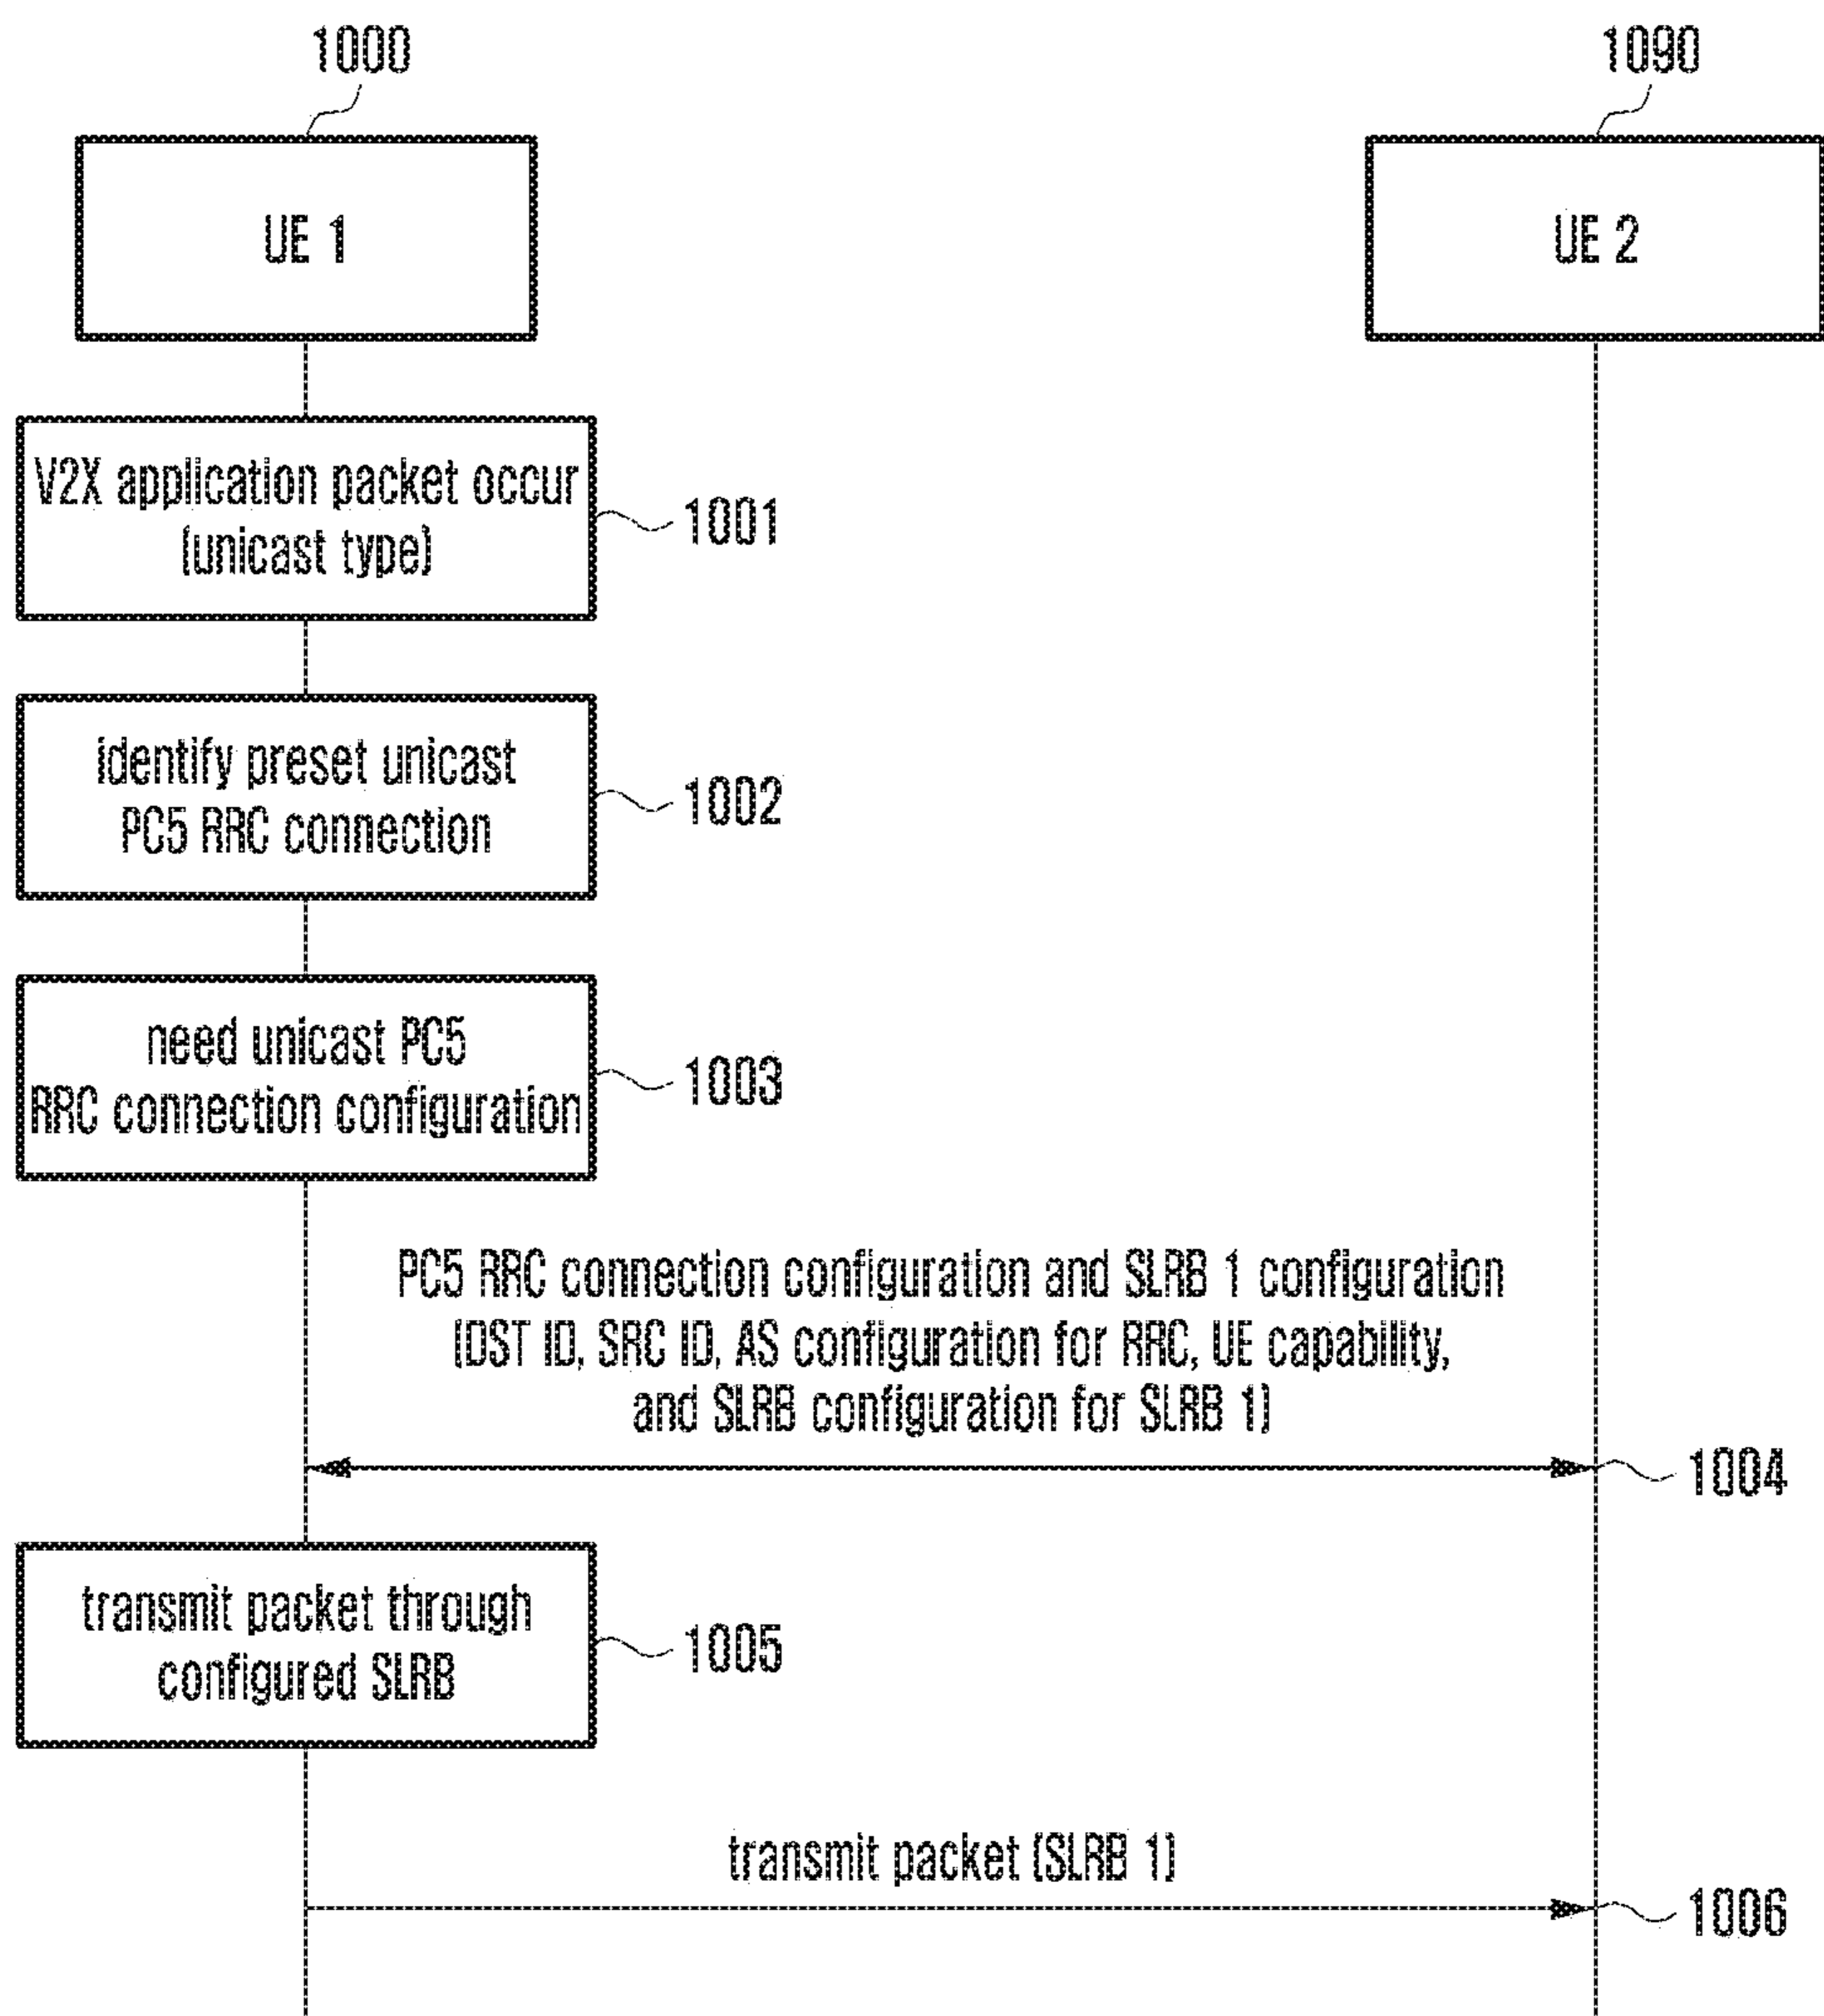 1000
1090
UE 1
UE 2
V2X application packet occur
(unicast type)
1001
identify preset unicast
PC5 RRC connection
1002
need unicast PC5
RRC connection configuration
1003
PC5 RRC connection configuration and SLRB 1 configuration
(DST ID, SRC ID, AS configuration for RRC, UE capability,
and SLRB configuration for SLRB 1)
1004
transmit packet through
configured SLRB
1005
transmit packet (SLRB 1)
1006